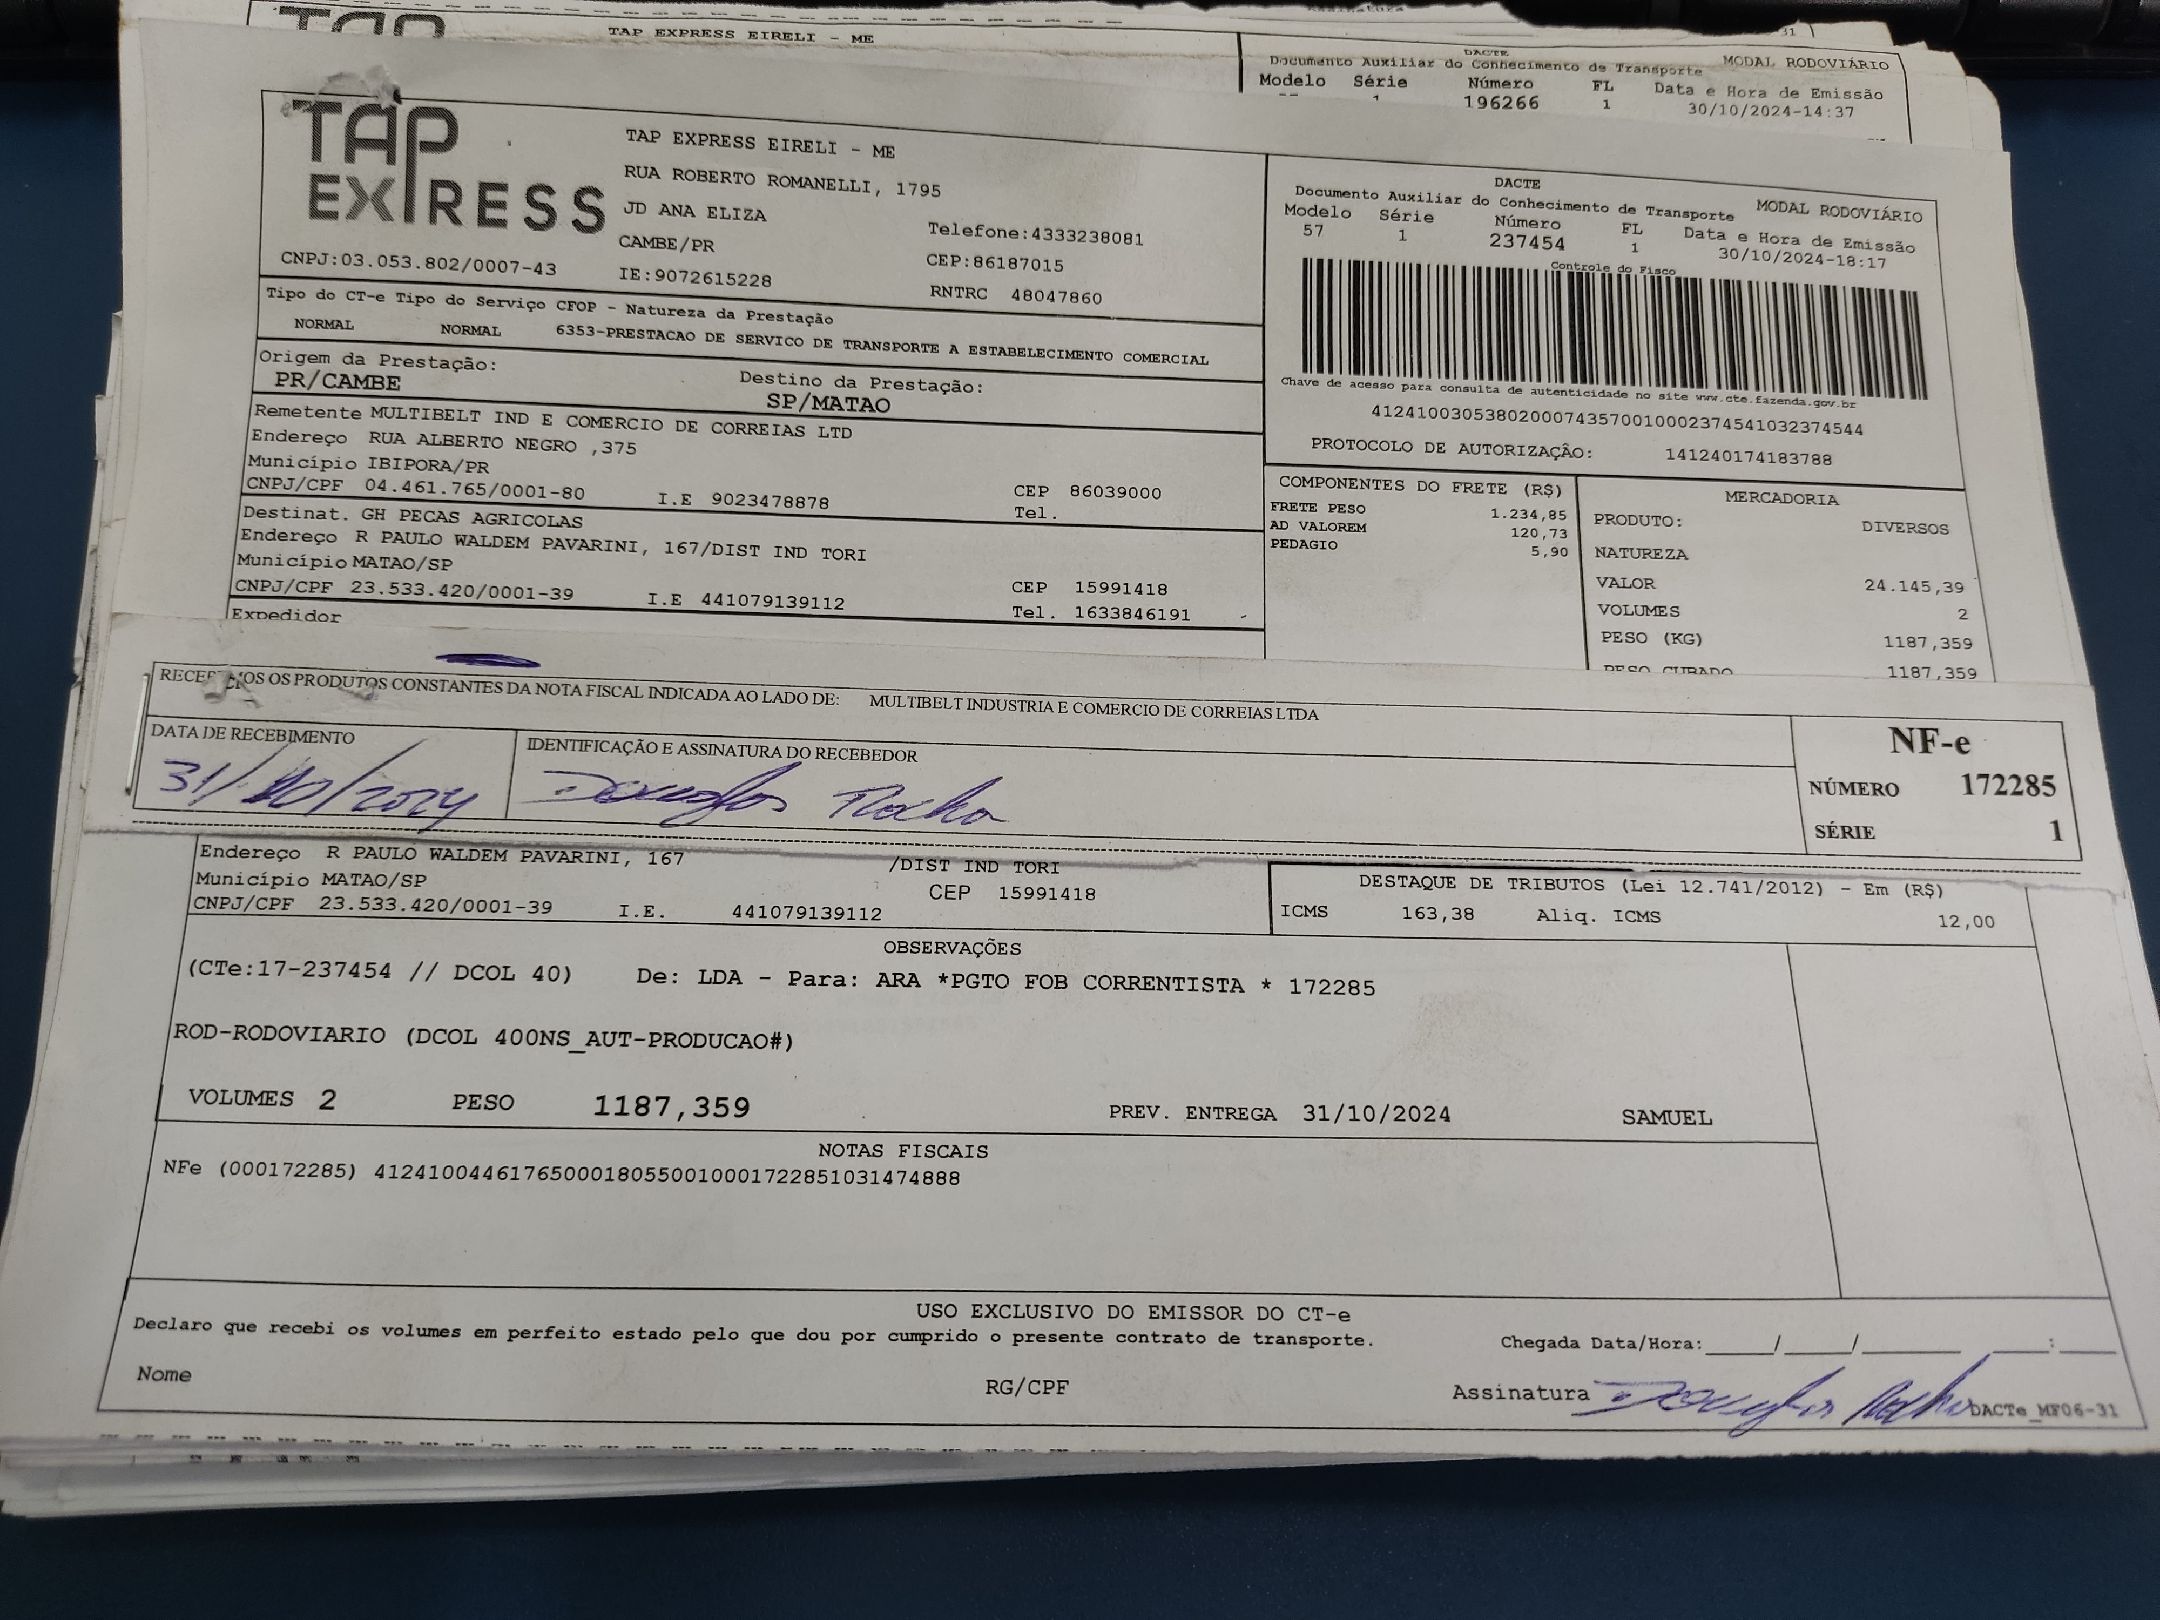 TAP EXPRESS EIRELI - ME
DACTE
Documento Auxiliar do Conhecimento de Transporte MODAL RODOVIÁRIO
Modelo Série Número FL Data e Hora de Emissão
1 196266 1 30/10/2024-14:37
TAP EXPRESS
TAP EXPRESS EIRELI - ME
RUA ROBERTO ROMANELLI, 1795
JD ANA ELIZA
CAMBE/PR
Telefone:4333238081
CEP:86187015
CNPJ:03.053.802/0007-43
IE:9072615228
RNTRC 48047860
DACTE
Documento Auxiliar do Conhecimento de Transporte MODAL RODOVIÁRIO
Modelo Série Número FL Data e Hora de Emissão
57 1 237454 1 30/10/2024-18:17
Controle do Fisco
Chave de acesso para consulta de autenticidade no site www.cte.fazenda.gov.br
41241003053802000743570010002374541032374544
PROTOCOLO DE AUTORIZAÇÃO: 141240174183788
Tipo do CT-e Tipo do Serviço CFOP - Natureza da Prestação
NORMAL NORMAL 6353-PRESTACAO DE SERVICO DE TRANSPORTE A ESTABELECIMENTO COMERCIAL
Origem da Prestação: Destino da Prestação:
PR/CAMBE SP/MATAO
Remetente MULTIBELT IND E COMERCIO DE CORREIAS LTD
Endereço RUA ALBERTO NEGRO ,375
Município IBIPORA/PR CEP 86039000
CNPJ/CPF 04.461.765/0001-80 I.E 9023478878 Tel.
Destinat. GH PECAS AGRICOLAS
Endereço R PAULO WALDEM PAVARINI, 167/DIST IND TORI
Município MATAO/SP CEP 15991418
CNPJ/CPF 23.533.420/0001-39 I.E 441079139112 Tel. 1633846191
Expedidor
COMPONENTES DO FRETE (R$)
FRETE PESO 1.234,85
AD VALOREM 120,73
PEDAGIO 5,90
MERCADORIA
PRODUTO: DIVERSOS
NATUREZA
VALOR 24.145,39
VOLUMES 2
PESO (KG) 1187,359
PESO CUBADO 1187,359
OS PRODUTOS CONSTANTES DA NOTA FISCAL INDICADA AO LADO DE: MULTIBELT INDUSTRIA E COMERCIO DE CORREIAS LTDA
DATA DE RECEBIMENTO IDENTIFICAÇÃO E ASSINATURA DO RECEBEDOR
31/10/2024 Douglas Rocha
NF-e
NÚMERO 172285
SÉRIE 1
Endereço R PAULO WALDEM PAVARINI, 167 /DIST IND TORI
Município MATAO/SP CEP 15991418
CNPJ/CPF 23.533.420/0001-39 I.E. 441079139112
DESTAQUE DE TRIBUTOS (Lei 12.741/2012) - Em (R$)
ICMS 163,38 Aliq. ICMS 12,00
OBSERVAÇÕES
(CTe:17-237454 // DCOL 40) De: LDA - Para: ARA *PGTO FOB CORRENTISTA * 172285
ROD-RODOVIARIO (DCOL 400NS_AUT-PRODUCAO#)
VOLUMES 2 PESO 1187,359 PREV. ENTREGA 31/10/2024 SAMUEL
NOTAS FISCAIS
NFe (000172285) 41241004461765000180550010001722851031474888
USO EXCLUSIVO DO EMISSOR DO CT-e
Declaro que recebi os volumes em perfeito estado pelo que dou por cumprido o presente contrato de transporte.
Chegada Data/Hora:_____/_____/_______ ____:____
Nome RG/CPF Assinatura Douglas Rocha DACTe_MF06-31